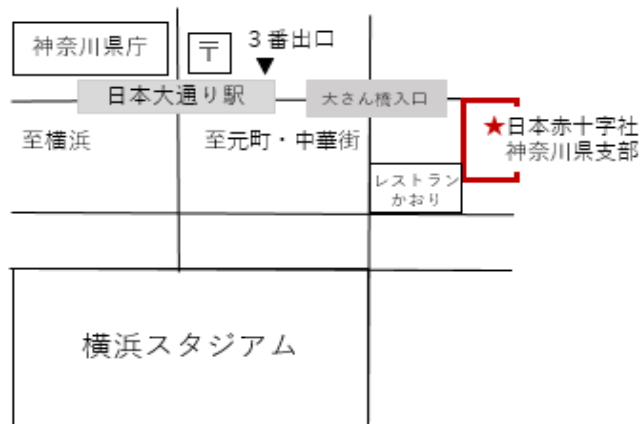 神奈川県庁
〒
３番出口
▼
日本大通り駅
大さん橋入口
★日本赤十字社
神奈川県支部
至横浜
至元町・中華街
レストラン
かおり
横浜スタジアム